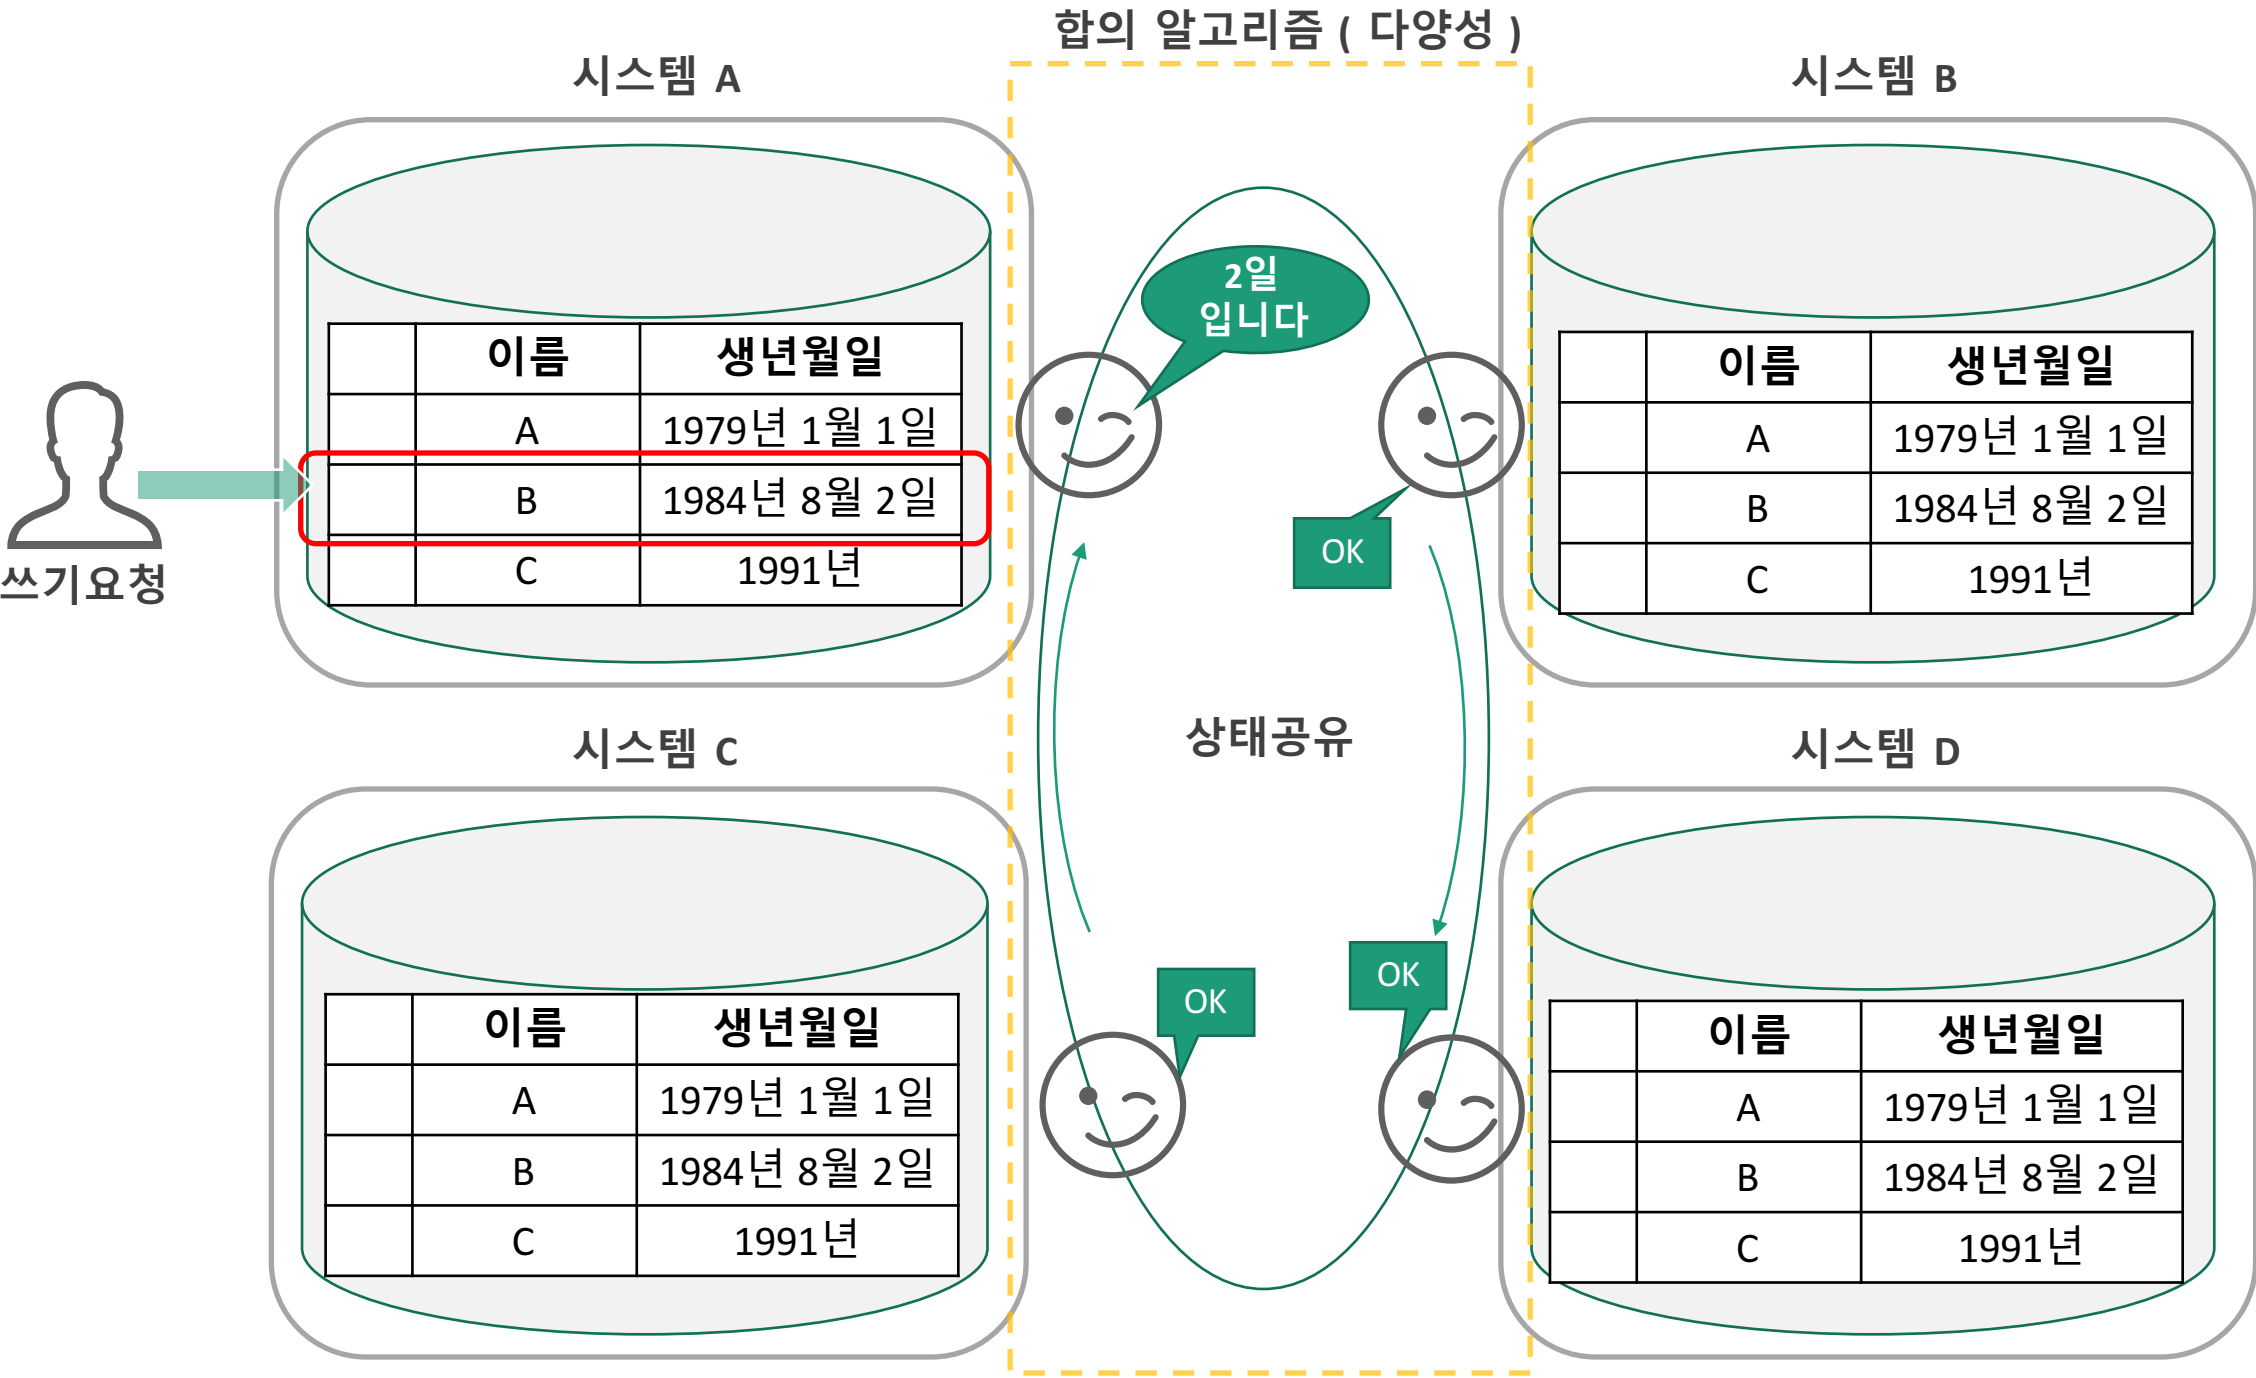 합의 알고리즘 ( 다양성 )
시스템 A
이름 생년월일
A 1979년 1월 1일
B 1984년 8월 2일
C 1991년
쓰기요청
2일
입니다
OK
상태공유
OK
OK
시스템 B
이름 생년월일
A 1979년 1월 1일
B 1984년 8월 2일
C 1991년
시스템 C
이름 생년월일
A 1979년 1월 1일
B 1984년 8월 2일
C 1991년
시스템 D
이름 생년월일
A 1979년 1월 1일
B 1984년 8월 2일
C 1991년